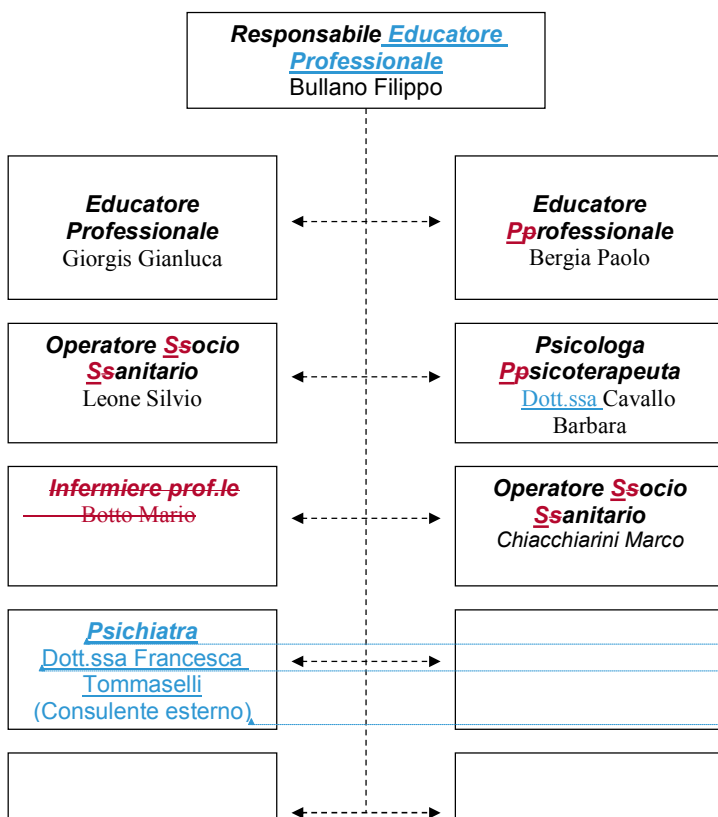 Responsabile Educatore
Professionale
Bullano Filippo
Educatore
Professionale
Giorgis Gianluca
Educatore
Pprofessionale
Bergia Paolo
Operatore Ssocio
Ssanitario
Leone Silvio
Psicologa
Ppsicoterapeuta
Dott.ssa Cavallo
Barbara
Infermiere prof.le
Botto Mario
Operatore Ssocio
Ssanitario
Chiacchiarini Marco
Psichiatra
Dott.ssa Francesca
Tommaselli
(Consulente esterno)